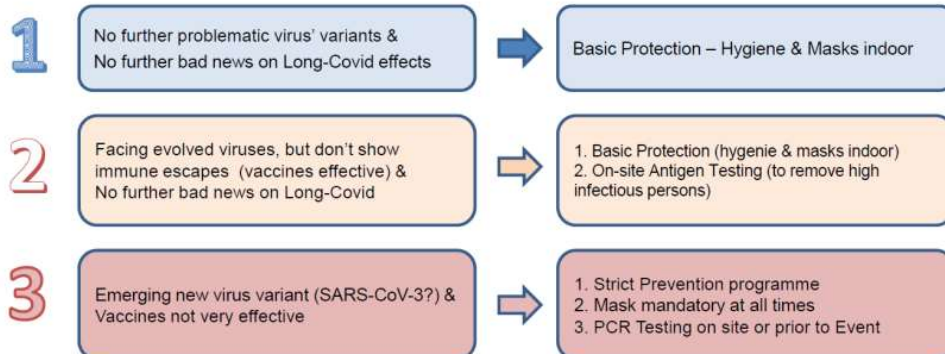 1
No further problematic virus' variants &
No further bad news on Long-Covid effects
Basic Protection – Hygiene & Masks indoor
2
Facing evolved viruses, but don't show
immune escapes (vaccines effective) &
No further bad news on Long-Covid
1. Basic Protection (hygenie & masks indoor)
2. On-site Antigen Testing (to remove high
infectious persons)
3
Emerging new virus variant (SARS-CoV-3?) &
Vaccines not very effective
1. Strict Prevention programme
2. Mask mandatory at all times
3. PCR Testing on site or prior to Event